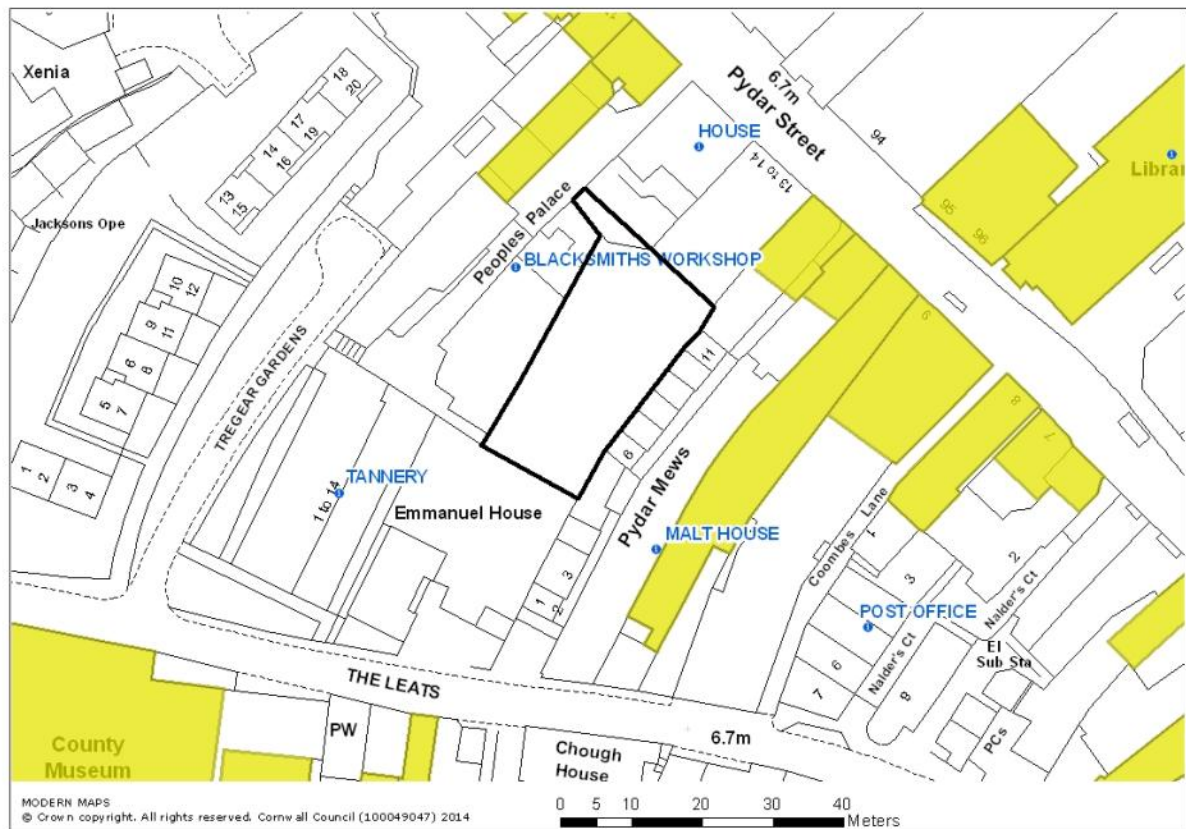 Xenia
18
20
17
19
14
16
13
15
Jacksons Ope
10
12
9
11
6
8
5
7
1
2
3
4
TREGEAR GARDENS
Peoples Palace
BLACKSMITHS WORKSHOP
HOUSE
6.7m
Pydar Street
94
13 to 14
95
96
Librar
TANNERY
1 to 14
Emmanuel House
11
6
Pydar Mews
3
1
2
MALT HOUSE
9
8
7
Coombes Lane
1
2
3
POST OFFICE
Nalder's Ct
Nalder's Ct
El
Sub Sta
6
7
8
PCs
THE LEATS
6.7m
County
Museum
PW
Chough
House
MODERN MAPS
© Crown copyright. All rights reserved. Cornwall Council (100049047) 2014
0 5 10 20 30 40
Meters